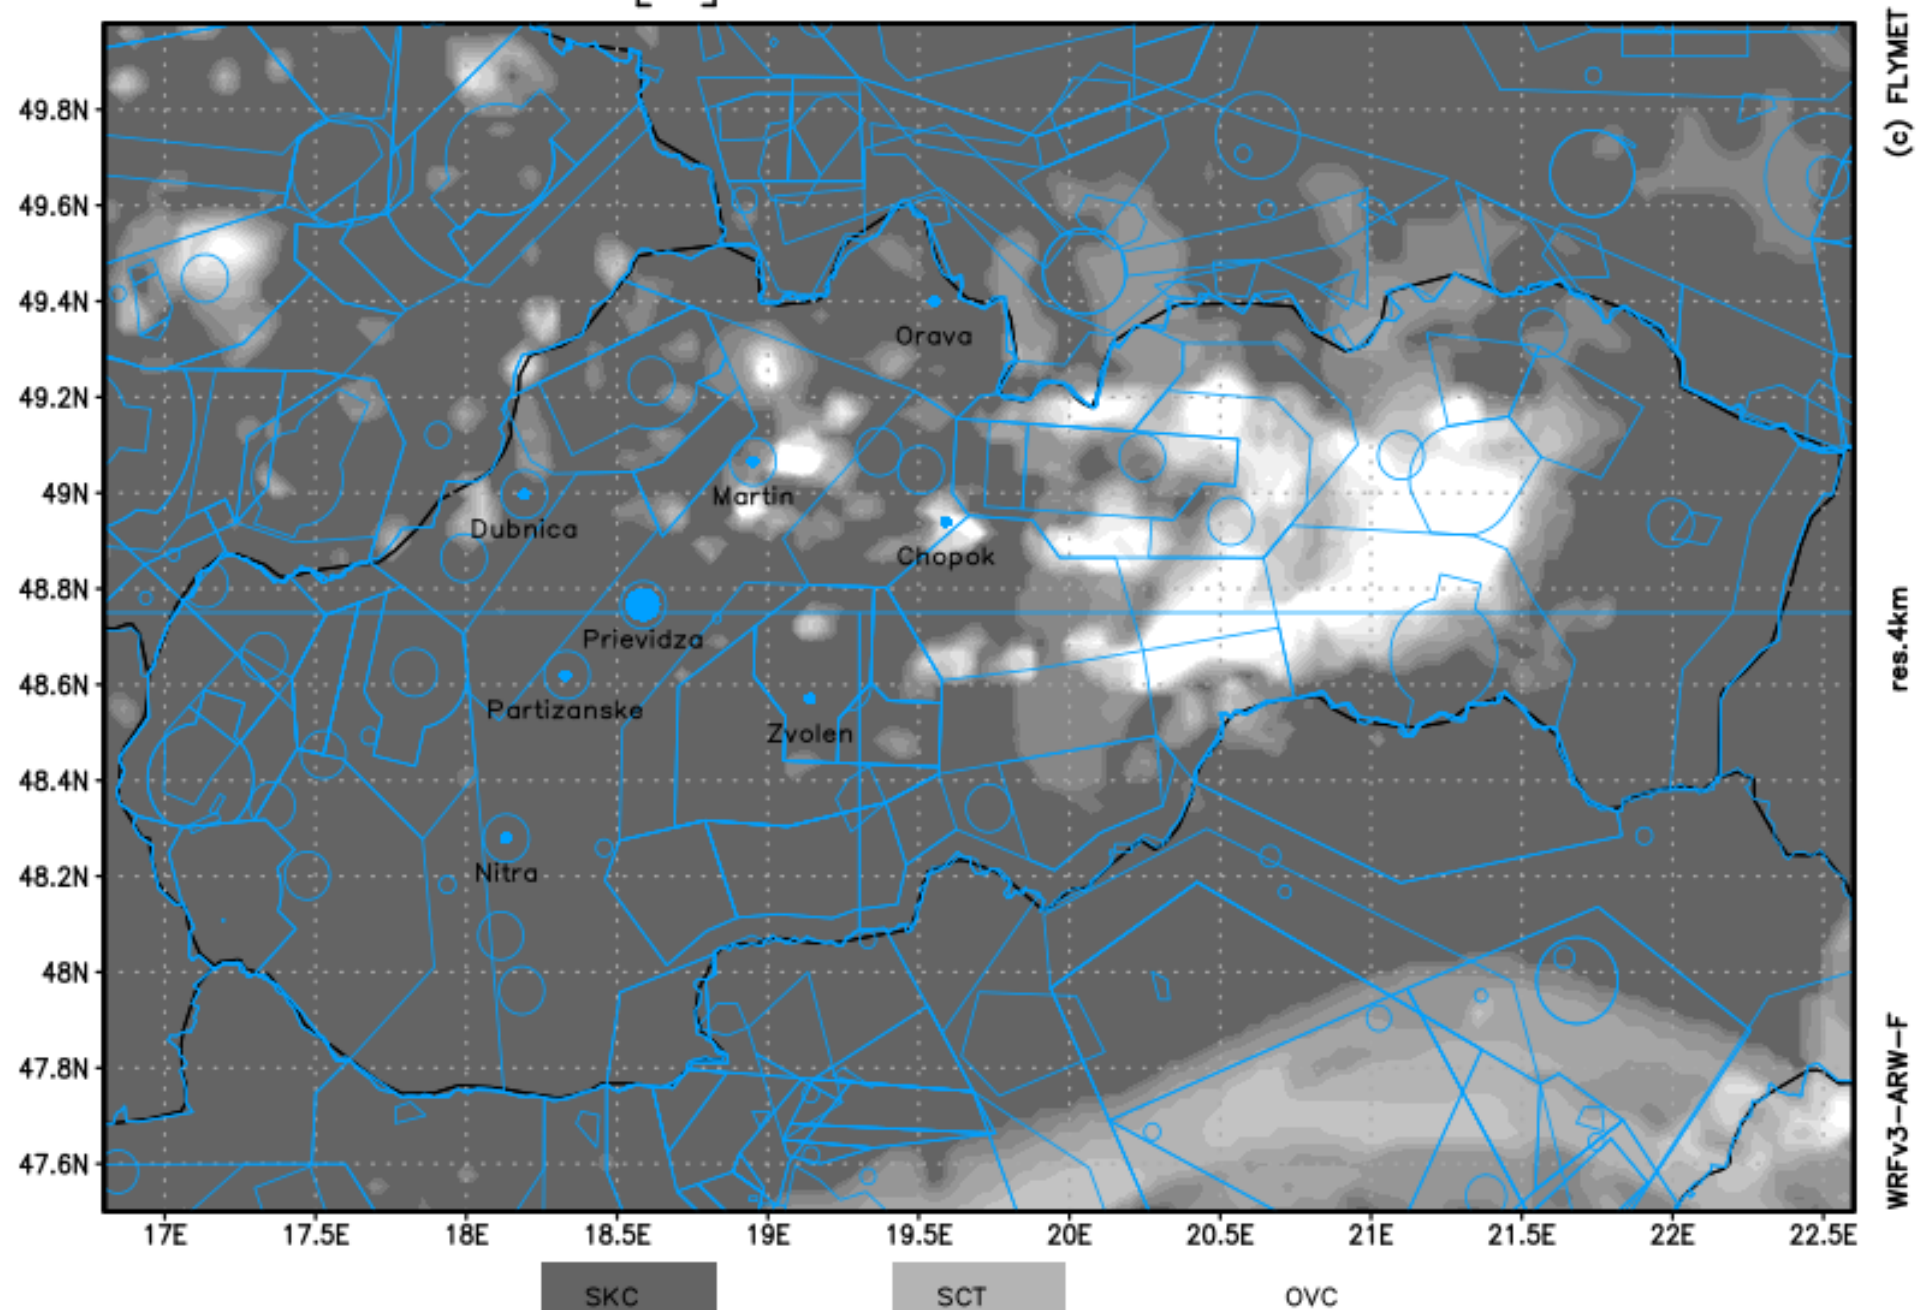 (c) FLYMET
49.8N
49.6N
49.4N
Orava
49.2N
49N
Martin
Dubnica
Chopok
48.8N
Prievidza
res.4km
48.6N
Partizanske
Zvolen
48.4N
Nitra
48.2N
48N
47.8N
WRFv3-ARW-F
47.6N
17E 17.5E 18E 18.5E 19E 19.5E 20E 20.5E 21E 21.5E 22E 22.5E
SKC SCT OVC